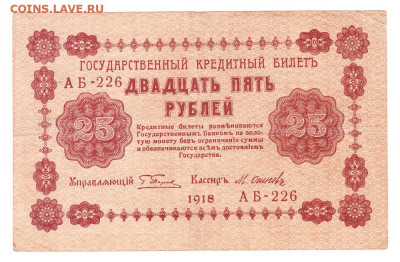 COINS.LAVE.RU
ГОСУДАРСТВЕННЫЙ КРЕДИТНЫЙ БИЛЕТЪ
АБ-226
ДВАДЦАТЬ ПЯТЬ
РУБЛЕЙ
25
25
Кредитные билеты размѣниваются
Государственнымъ Банкомъ на золо-
тую монету безъ ограниченія суммы
и обезпечиваются всѣмъ достояніемъ
Государства.
Управляющій
Кассиръ
1918
АБ-226